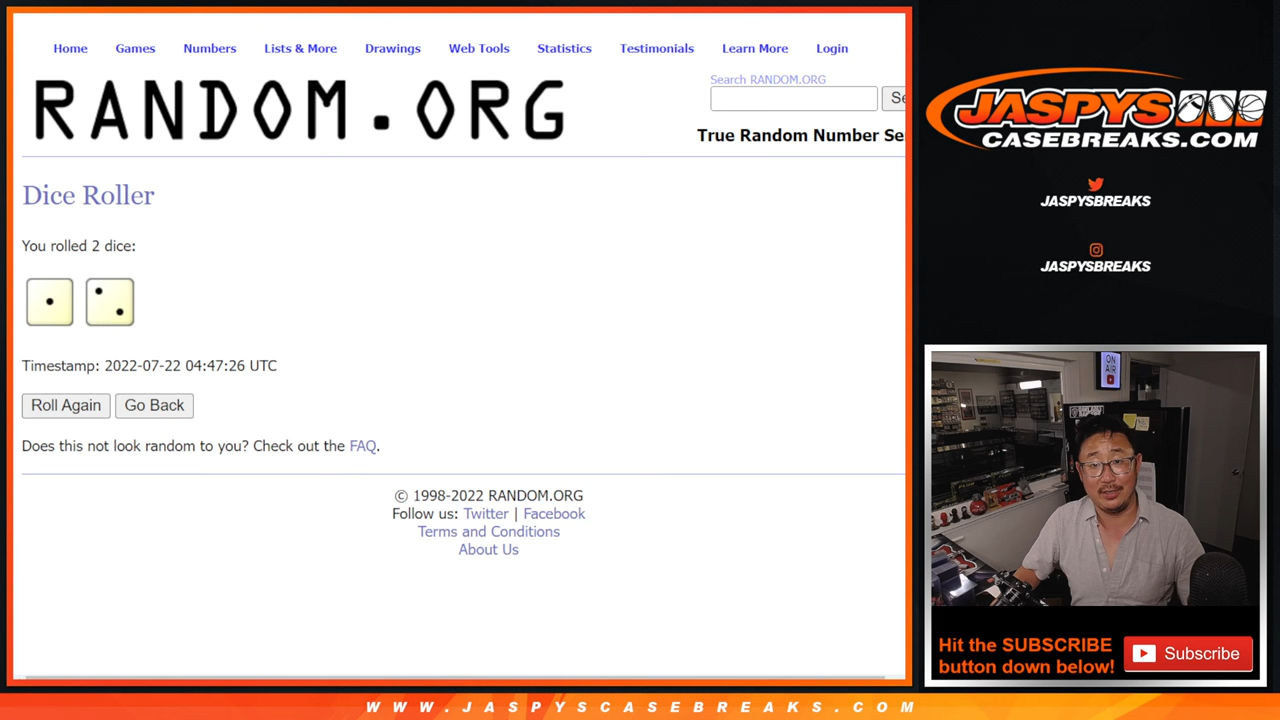 Home Games Numbers Lists & More Drawings Web Tools Statistics Testimonials Learn More Login
RANDOM.ORG
Search RANDOM.ORG
Se
True Random Number Se
Dice Roller
You rolled 2 dice:
Timestamp: 2022-07-22 04:47:26 UTC
Roll Again Go Back
Does this not look random to you? Check out the FAQ.
© 1998-2022 RANDOM.ORG
Follow us: Twitter | Facebook
Terms and Conditions
About Us
JASPYS
CASEBREAKS.COM
JASPYSBREAKS
JASPYSBREAKS
ON
AIR
Hit the SUBSCRIBE
button down below!
Subscribe
WWW.JASPYSCASEBREAKS.COM